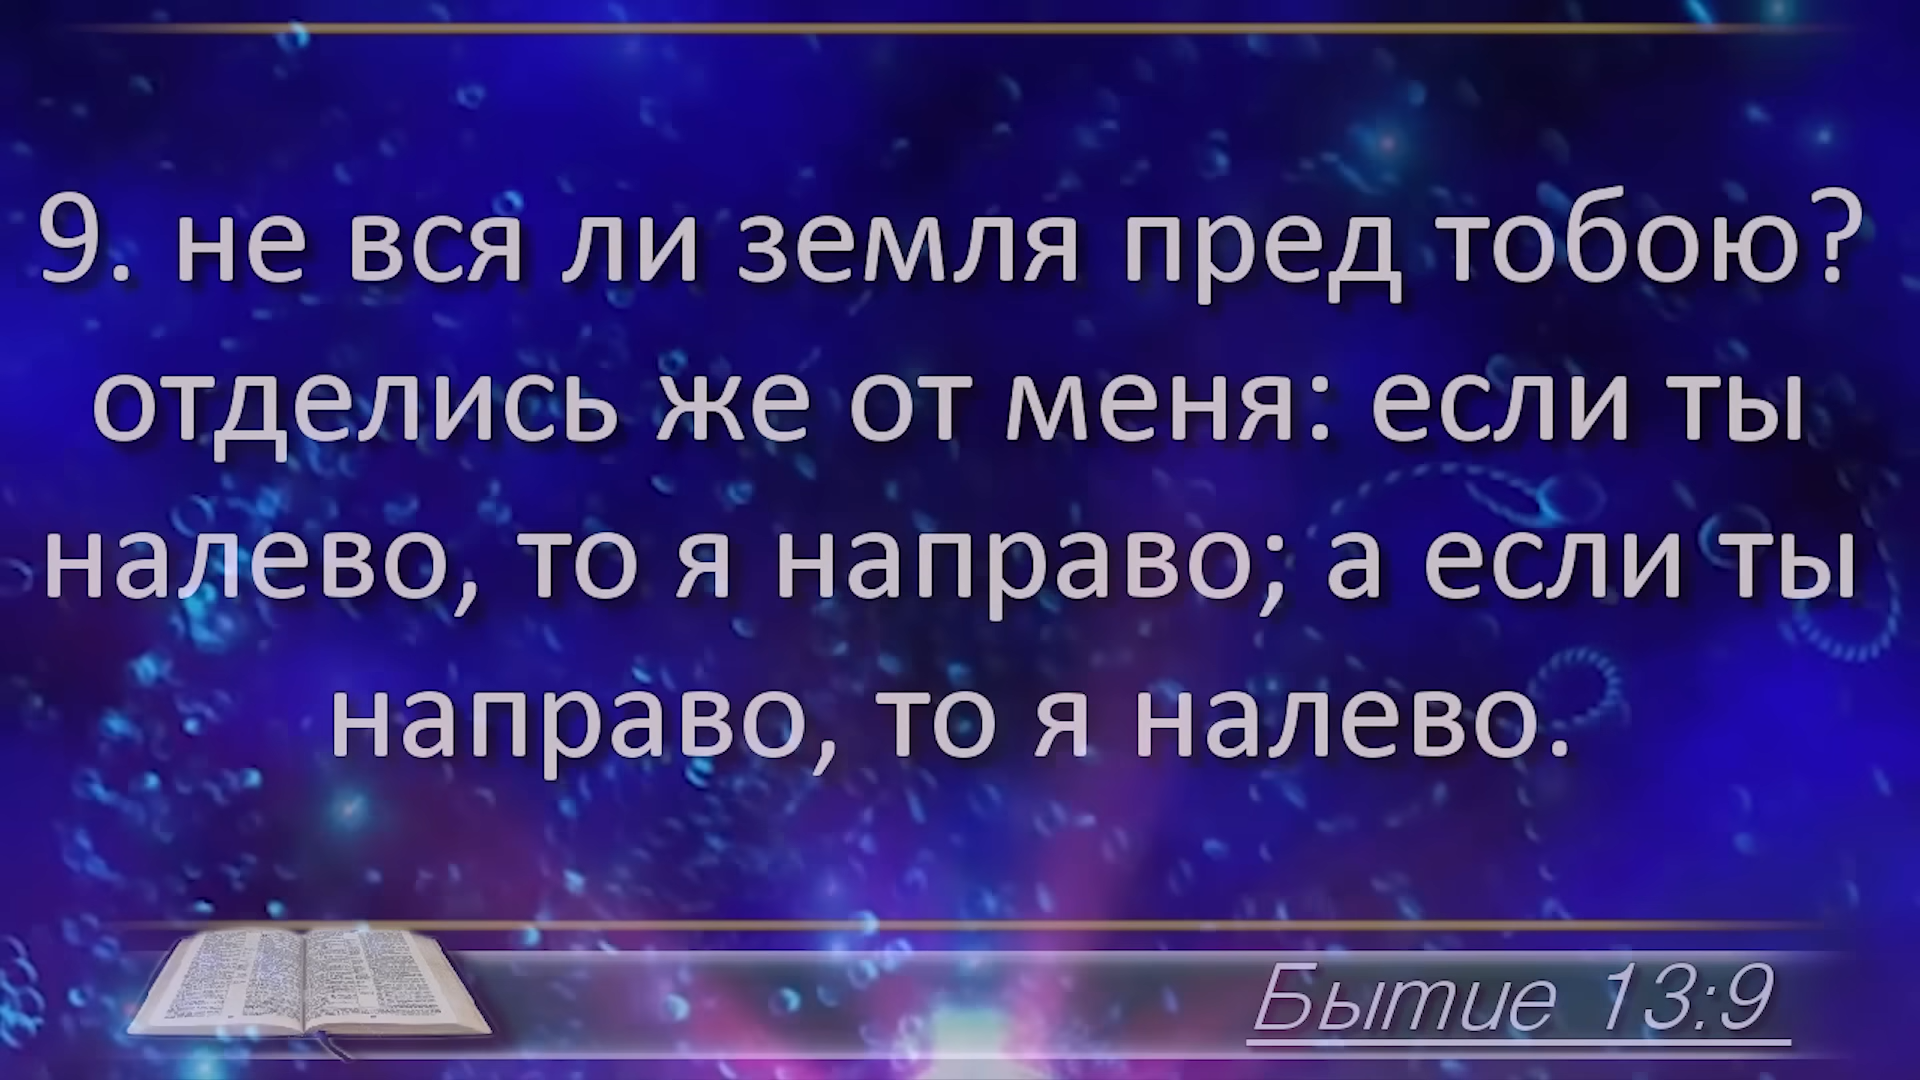 9. не вся ли земля пред тобою?
отделись же от меня: если ты
налево, то я направо; а если ты
направо, то я налево.
Бытие 13:9